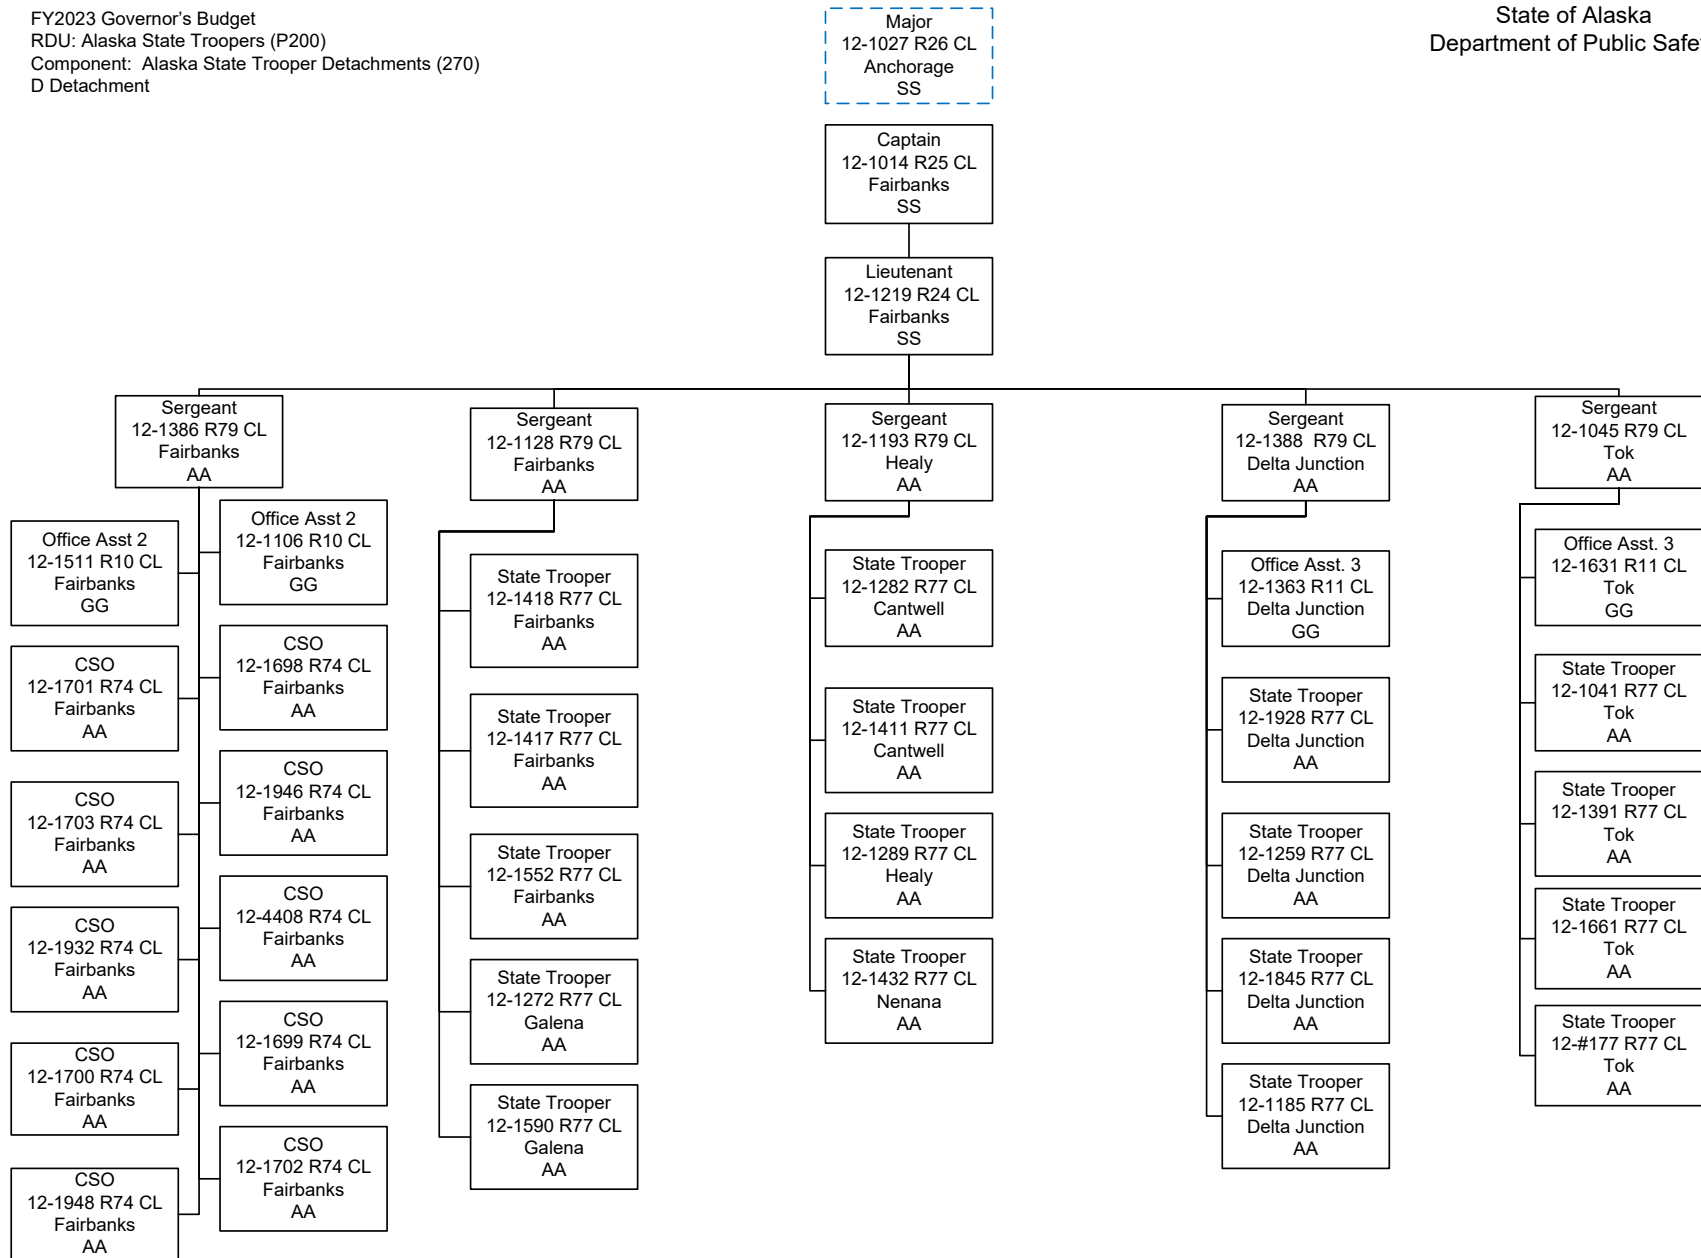 FY2023 Governor's Budget
RDU: Alaska State Troopers (P200)
Component:  Alaska State Trooper Detachments (270)
D Detachment
Major
12-1027 R26 CL
Anchorage
SS
State of Alaska
Department of Public
Captain
12-1014 R25 CL
Fairbanks
SS
Lieutenant
12-1219 R24 CL
Fairbanks
SS
Sergeant
12-1386 R79 CL
Fairbanks
AA
Office Asst 2
12-1511 R10 CL
Fairbanks
GG
Office Asst 2
12-1106 R10 CL
Fairbanks
GG
CSO
12-1701 R74 CL
Fairbanks
AA
CSO
12-1698 R74 CL
Fairbanks
AA
CSO
12-1703 R74 CL
Fairbanks
AA
CSO
12-1946 R74 CL
Fairbanks
AA
CSO
12-1932 R74 CL
Fairbanks
AA
CSO
12-4408 R74 CL
Fairbanks
AA
CSO
12-1700 R74 CL
Fairbanks
AA
CSO
12-1699 R74 CL
Fairbanks
AA
CSO
12-1948 R74 CL
Fairbanks
AA
CSO
12-1702 R74 CL
Fairbanks
AA
Sergeant
12-1128 R79 CL
Fairbanks
AA
State Trooper
12-1418 R77 CL
Fairbanks
AA
State Trooper
12-1417 R77 CL
Fairbanks
AA
State Trooper
12-1552 R77 CL
Fairbanks
AA
State Trooper
12-1272 R77 CL
Galena
AA
State Trooper
12-1590 R77 CL
Galena
AA
Sergeant
12-1193 R79 CL
Healy
AA
State Trooper
12-1282 R77 CL
Cantwell
AA
State Trooper
12-1411 R77 CL
Cantwell
AA
State Trooper
12-1289 R77 CL
Healy
AA
State Trooper
12-1432 R77 CL
Nenana
AA
Sergeant
12-1388  R79 CL
Delta Junction
AA
Office Asst. 3
12-1363 R11 CL
Delta Junction
GG
State Trooper
12-1928 R77 CL
Delta Junction
AA
State Trooper
12-1259 R77 CL
Delta Junction
AA
State Trooper
12-1845 R77 CL
Delta Junction
AA
State Trooper
12-1185 R77 CL
Delta Junction
AA
Sergeant
12-1045 R79 CL
Tok
AA
Office Asst. 3
12-1631 R11 CL
Tok
GG
State Trooper
12-1041 R77 CL
Tok
AA
State Trooper
12-1391 R77 CL
Tok
AA
State Trooper
12-1661 R77 CL
Tok
AA
State Trooper
12-#177 R77 CL
Tok
AA